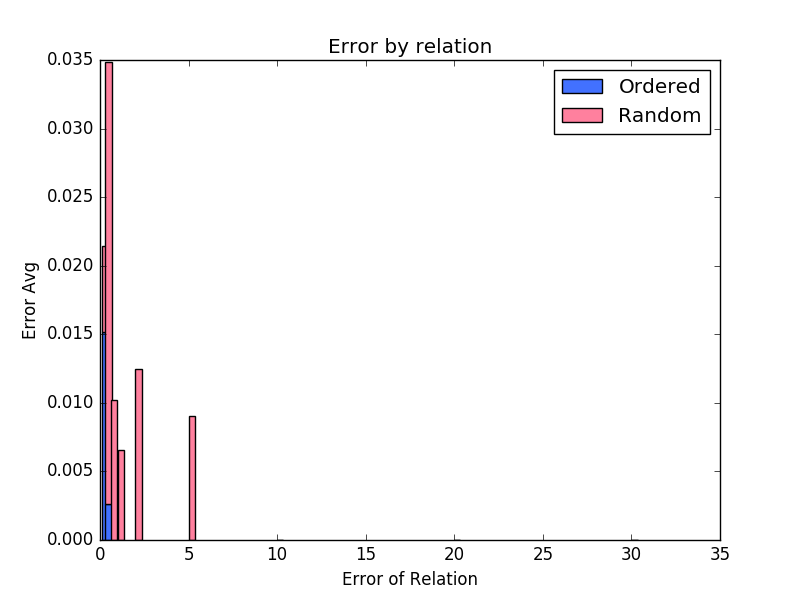 Error by relation
Ordered
Random
Error Avg
0.035
0.030
0.025
0.020
0.015
0.010
0.005
0.000
0 5 10 15 20 25 30 35
Error of Relation